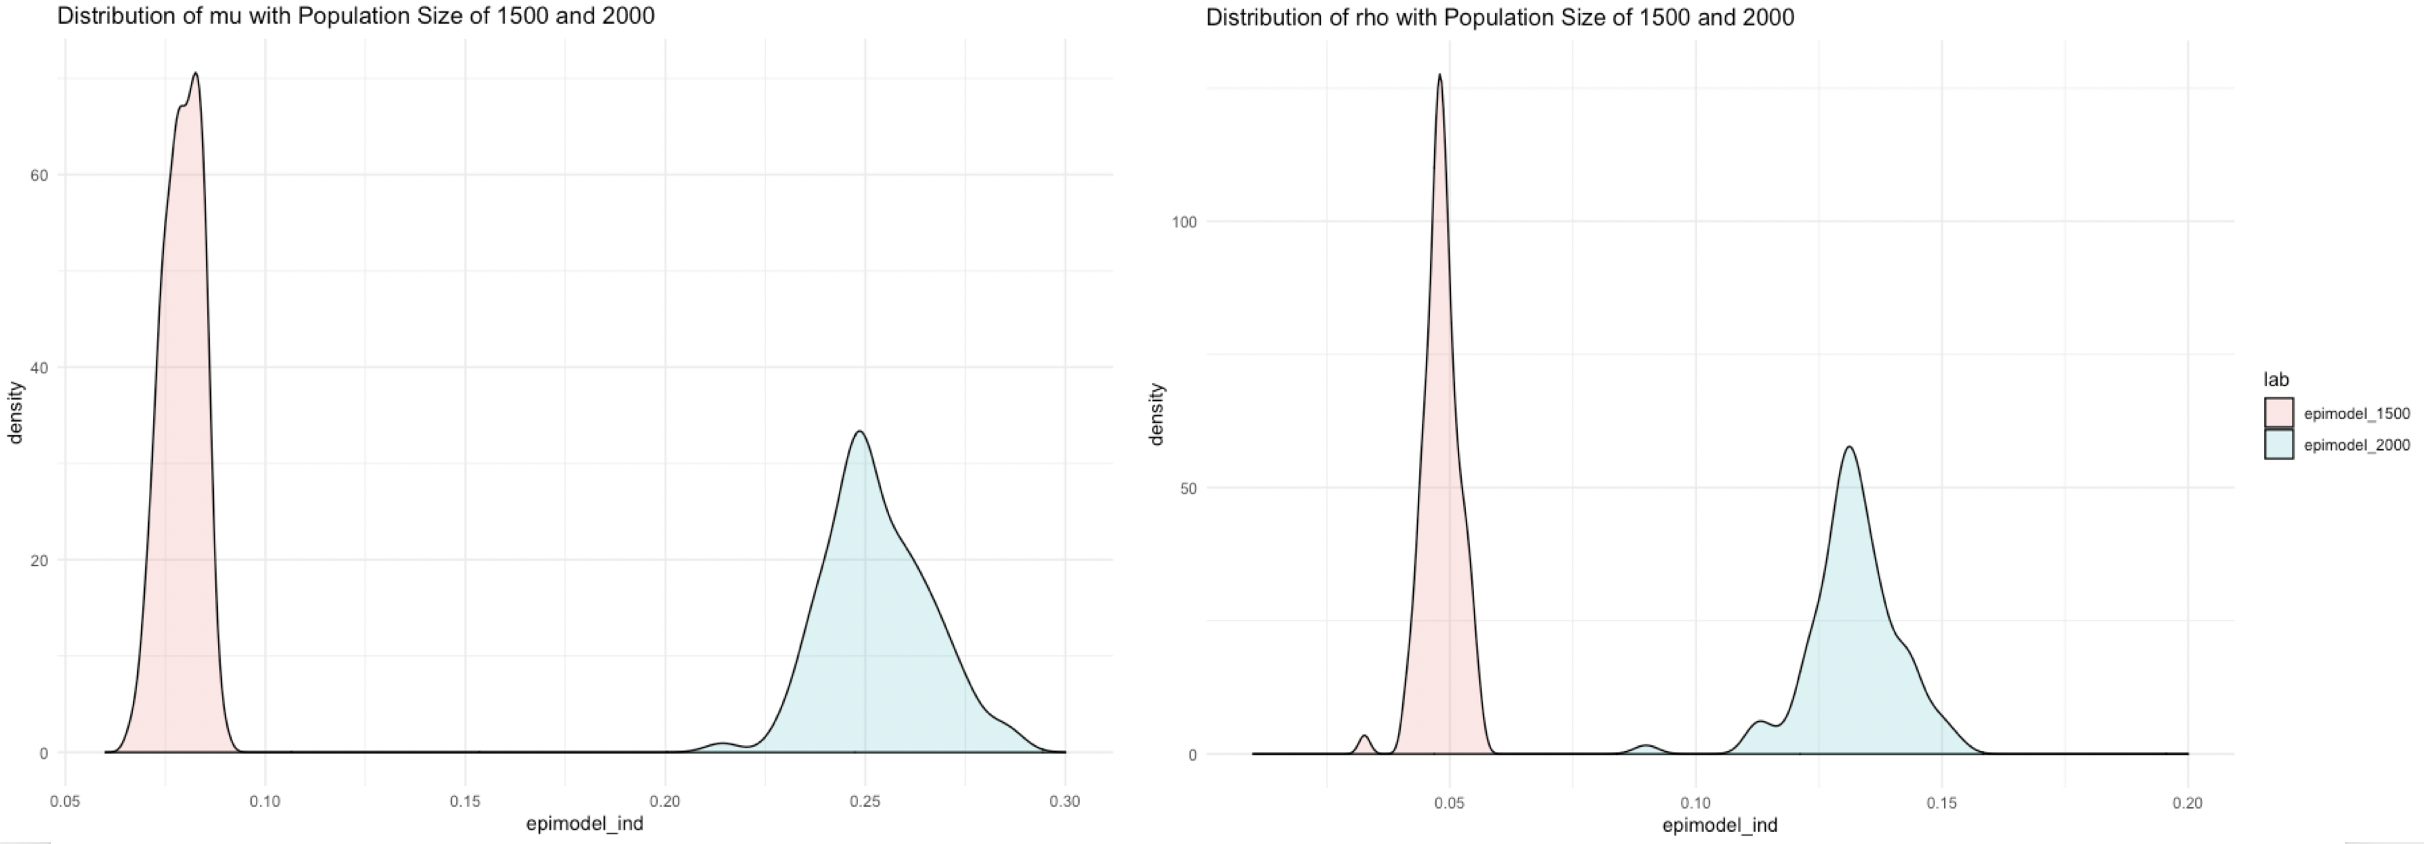 Distribution of mu with Population Size of 1500 and 2000
density
60
40
20
0
0.05 0.10 0.15 0.20 0.25 0.30
epimodel_ind
Distribution of rho with Population Size of 1500 and 2000
density
100
50
0
0.05 0.10 0.15 0.20
epimodel_ind
lab
epimodel_1500
epimodel_2000